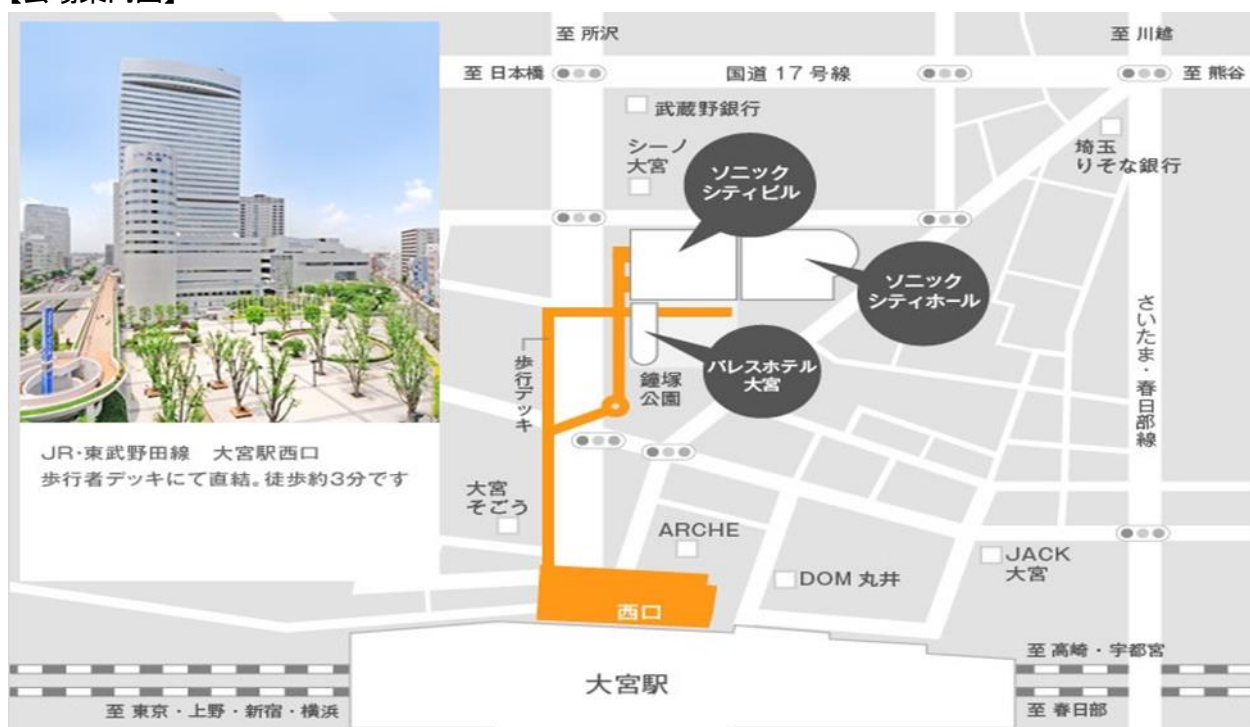 【会場案内図】
至 所沢
至 川越
至 日本橋
国道 17 号線
至 熊谷
武蔵野銀行
シーノ
大宮
埼玉
りそな銀行
ソニック
シティビル
ソニック
シティホール
パレスホテル
大宮
鐘塚
公園
歩行デッキ
さいたま・春日部線
JR・東武野田線 大宮駅西口
歩行者デッキにて直結。徒歩約3分です
大宮
そごう
ARCHE
DOM 丸井
JACK
大宮
西口
大宮駅
至 高崎・宇都宮
至 東京・上野・新宿・横浜
至 春日部